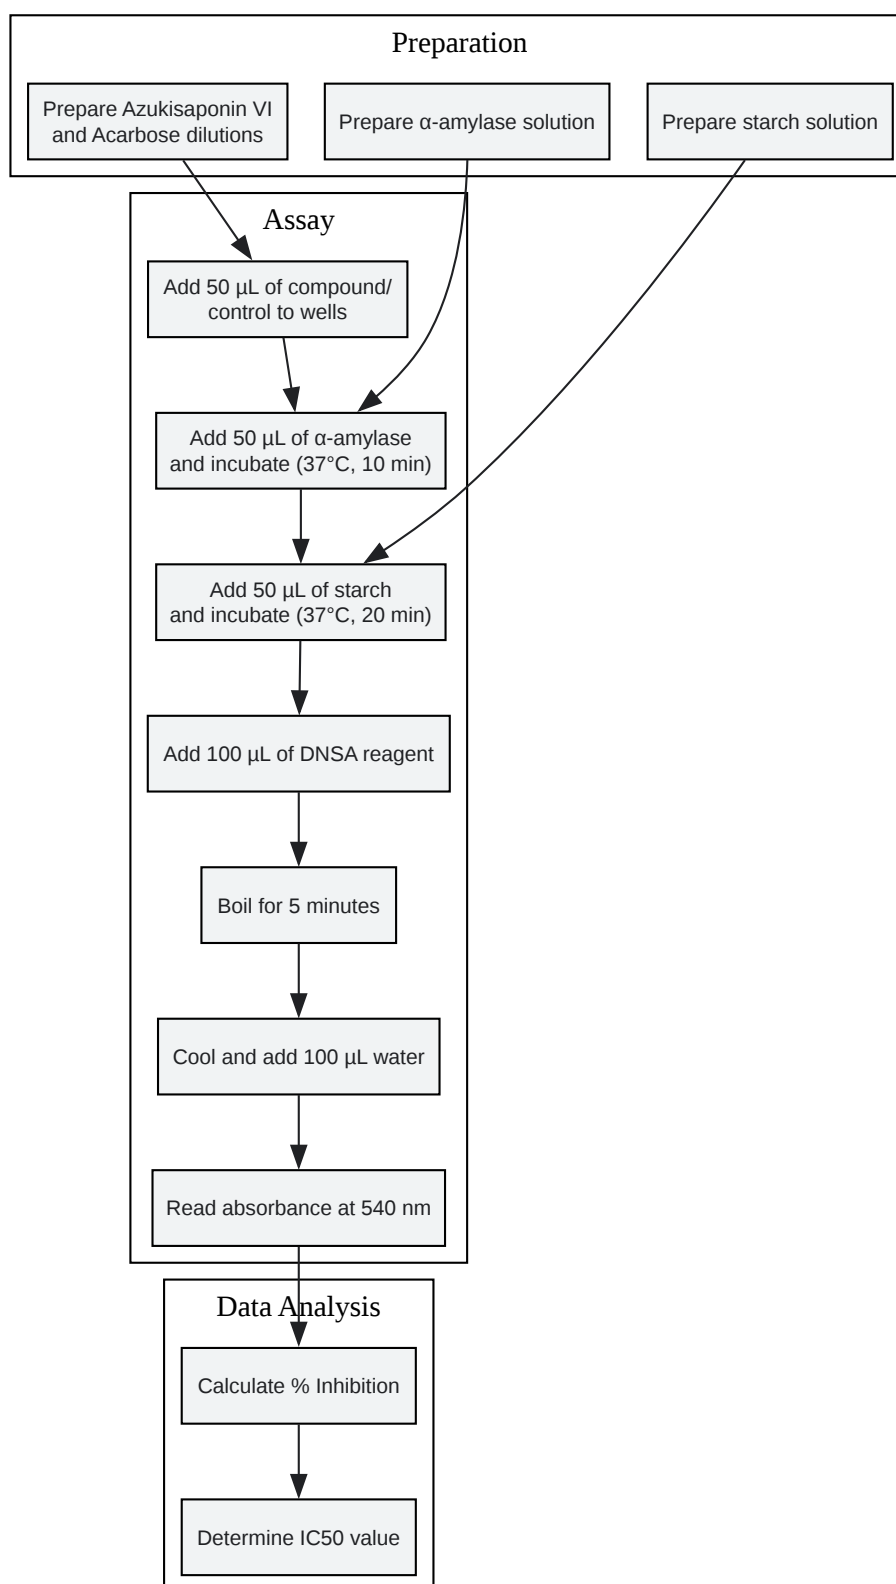 Preparation
Prepare Azukisaponin VI
and Acarbose dilutions
Prepare α-amylase solution
Prepare starch solution
Assay
Add 50 µL of compound/
control to wells
Add 50 µL of α-amylase
and incubate (37°C, 10 min)
Add 50 µL of starch
and incubate (37°C, 20 min)
Add 100 µL of DNSA reagent
Boil for 5 minutes
Cool and add 100 µL water
Read absorbance at 540 nm
Data Analysis
Calculate % Inhibition
Determine IC50 value